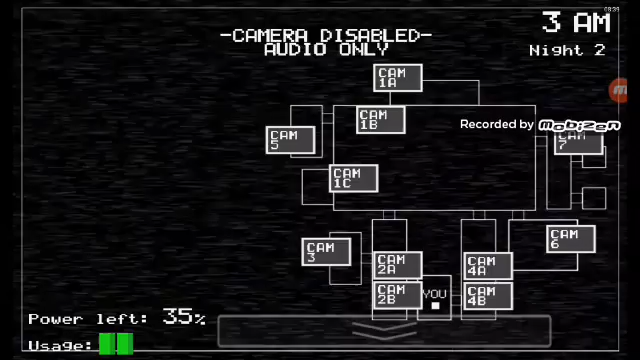 08:39
3 AM
Night 2
-CAMERA DISABLED-
AUDIO ONLY
CAM 1A
CAM 1B
Recorded by Mobizen
CAM 5
CAM 7
CAM 1C
CAM 6
CAM 3
CAM 2A
CAM 4A
CAM 2B
YOU
CAM 4B
Power left: 35%
Usage: